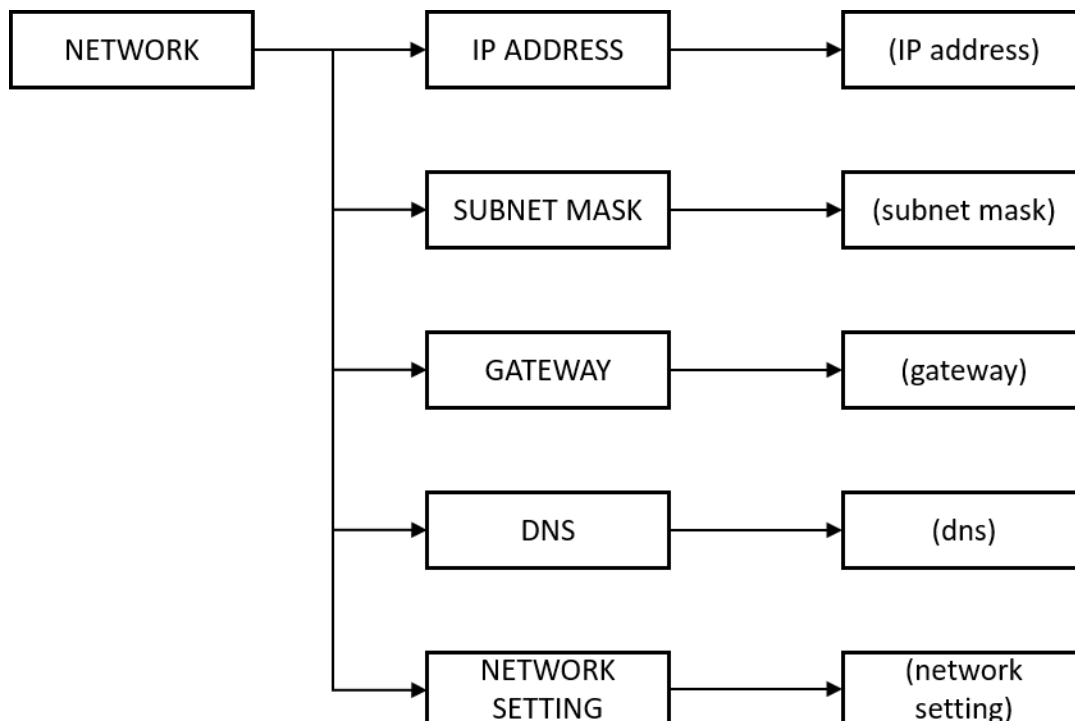 NETWORK
IP ADDRESS
(IP address)
SUBNET MASK
(subnet mask)
GATEWAY
(gateway)
DNS
(dns)
NETWORK
SETTING
(network
setting)